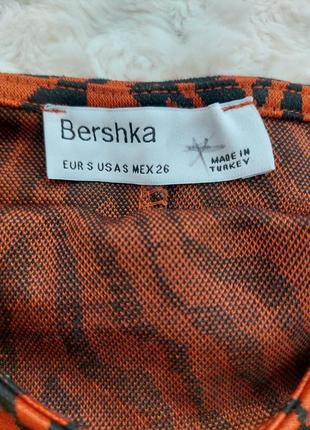 Bershka
EUR S USA S MEX 26
MADE IN
TURKEY